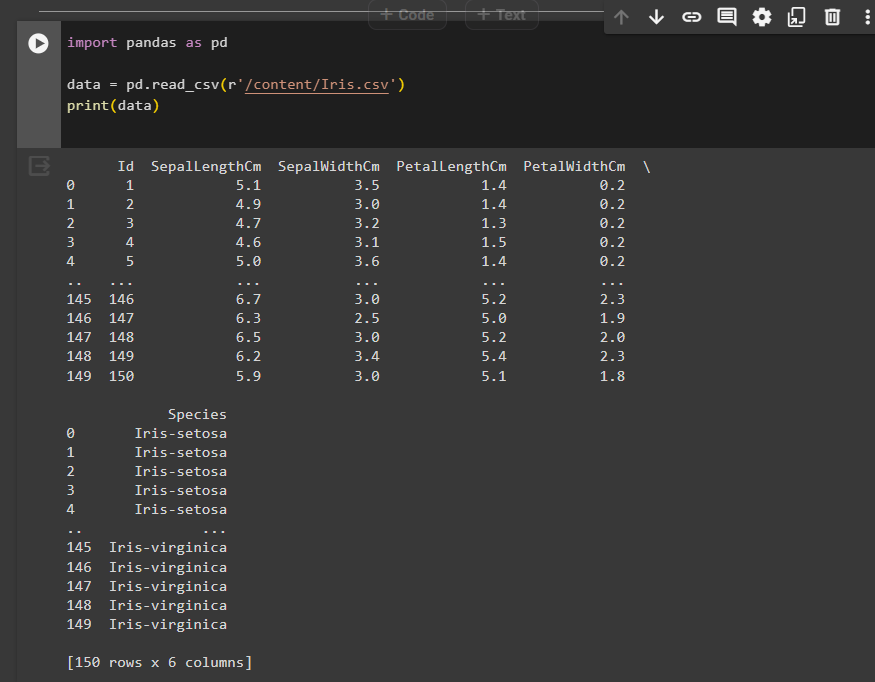 + Code + Text
import pandas as pd
data = pd.read_csv(r'/content/Iris.csv')
print(data)
Id SepalLengthCm SepalWidthCm PetalLengthCm PetalWidthCm \
0 1 5.1 3.5 1.4 0.2
1 2 4.9 3.0 1.4 0.2
2 3 4.7 3.2 1.3 0.2
3 4 4.6 3.1 1.5 0.2
4 5 5.0 3.6 1.4 0.2
.. ... ... ... ... ...
145 146 6.7 3.0 5.2 2.3
146 147 6.3 2.5 5.0 1.9
147 148 6.5 3.0 5.2 2.0
148 149 6.2 3.4 5.4 2.3
149 150 5.9 3.0 5.1 1.8
Species
0 Iris-setosa
1 Iris-setosa
2 Iris-setosa
3 Iris-setosa
4 Iris-setosa
.. ...
145 Iris-virginica
146 Iris-virginica
147 Iris-virginica
148 Iris-virginica
149 Iris-virginica
[150 rows x 6 columns]